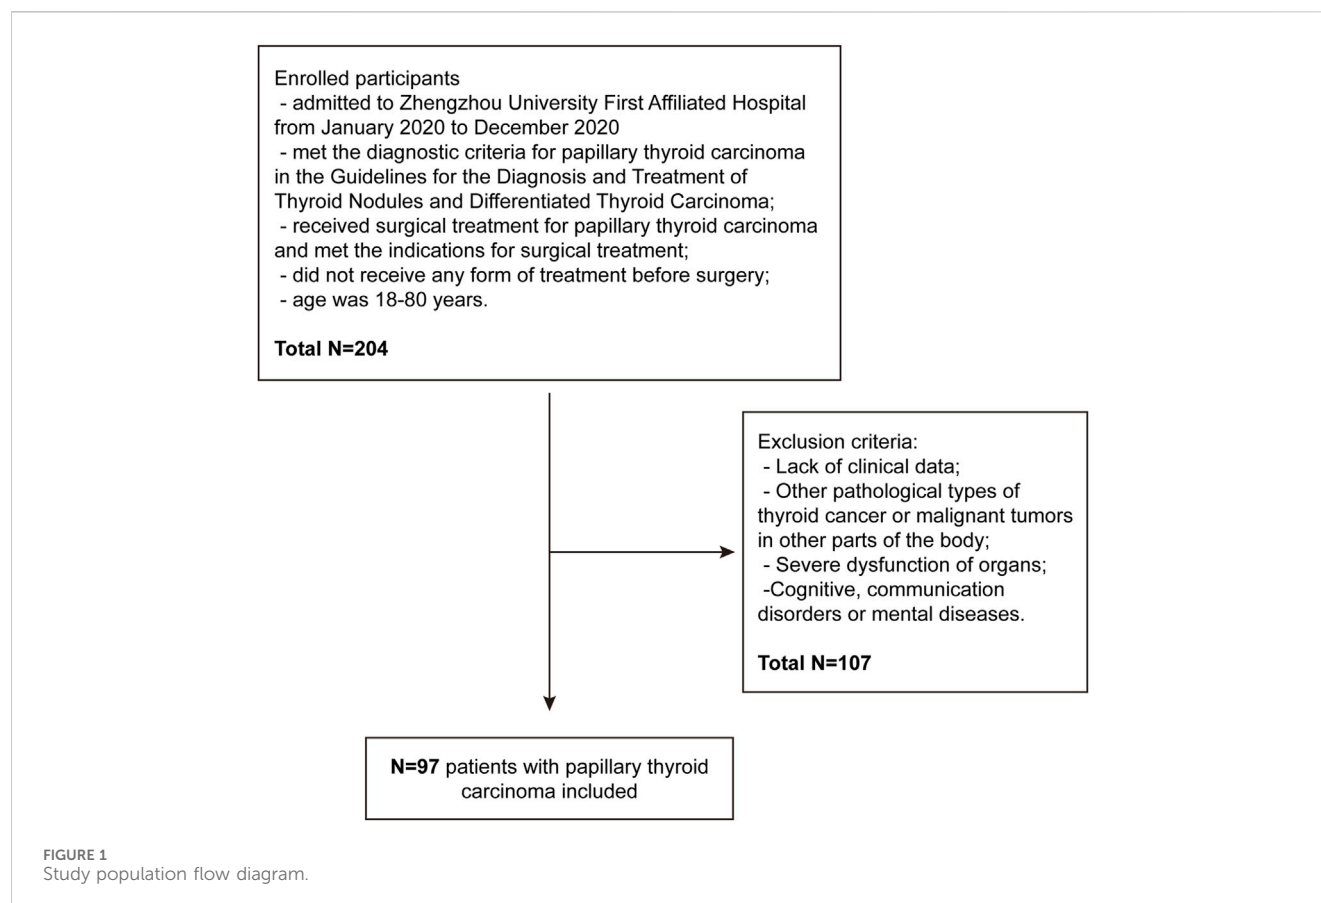 Enrolled participants
- admitted to Zhengzhou University First Affiliated Hospital
from January 2020 to December 2020
- met the diagnostic criteria for papillary thyroid carcinoma
in the Guidelines for the Diagnosis and Treatment of
Thyroid Nodules and Differentiated Thyroid Carcinoma;
- received surgical treatment for papillary thyroid carcinoma
and met the indications for surgical treatment;
- did not receive any form of treatment before surgery;
- age was 18-80 years.
Total N=204
Exclusion criteria:
- Lack of clinical data;
- Other pathological types of
thyroid cancer or malignant tumors
in other parts of the body;
- Severe dysfunction of organs;
-Cognitive, communication
disorders or mental diseases.
Total N=107
N=97 patients with papillary thyroid
carcinoma included
FIGURE 1
Study population flow diagram.